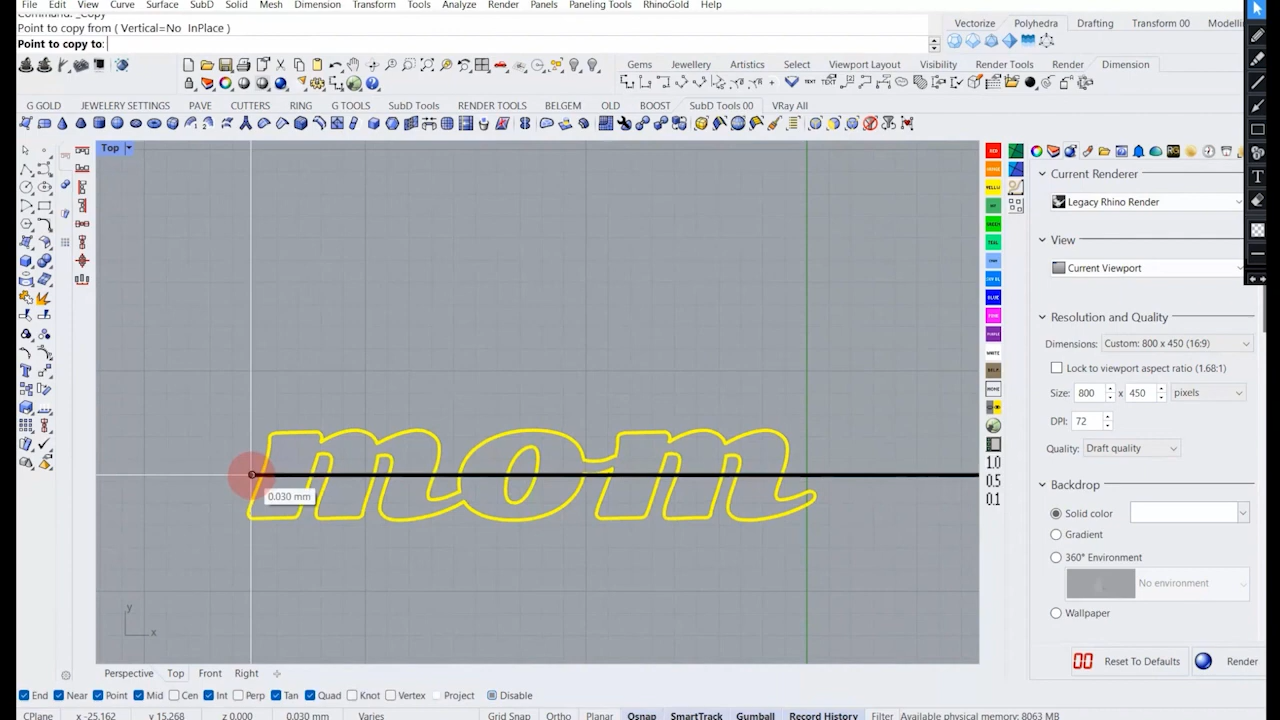 File Edit View Curve Surface SubD Solid Mesh Dimension Transform Tools Analyze Render Panels Paneling Tools RhinoGold Help
Command: _Copy
Point to copy from ( Vertical=No InPlace )
Point to copy to:
Vectorize Polyhedra Drafting Transform 00 Modelli
Gems Jewellery Artistics Select Viewport Layout Visibility Render Tools Render Dimension
G GOLD JEWELERY SETTINGS PAVE CUTTERS RING G TOOLS SubD Tools RENDER TOOLS BELGEM OLD BOOST SubD Tools 00 VRay All
Top
mom
0.030 mm
y
x
RED
YELLO
TEAL
BLUE
WHITE
1.0
0.5
0.1
Current Renderer
Legacy Rhino Render
View
Current Viewport
Resolution and Quality
Dimensions: Custom: 800 x 450 (16:9)
Lock to viewport aspect ratio (1.68:1)
Size: 800 x 450 pixels
DPI: 72
Quality: Draft quality
Backdrop
Solid color
Gradient
360° Environment
No environment
Wallpaper
Reset To Defaults Render
Perspective Top Front Right
End Near Point Mid Cen Int Perp Tan Quad Knot Vertex Project Disable
CPlane x -25.162 y 15.268 z 0.000 0.030 mm Varies Grid Snap Ortho Planar Osnap SmartTrack Gumball Record History Filter Available physical memory: 8063 MB